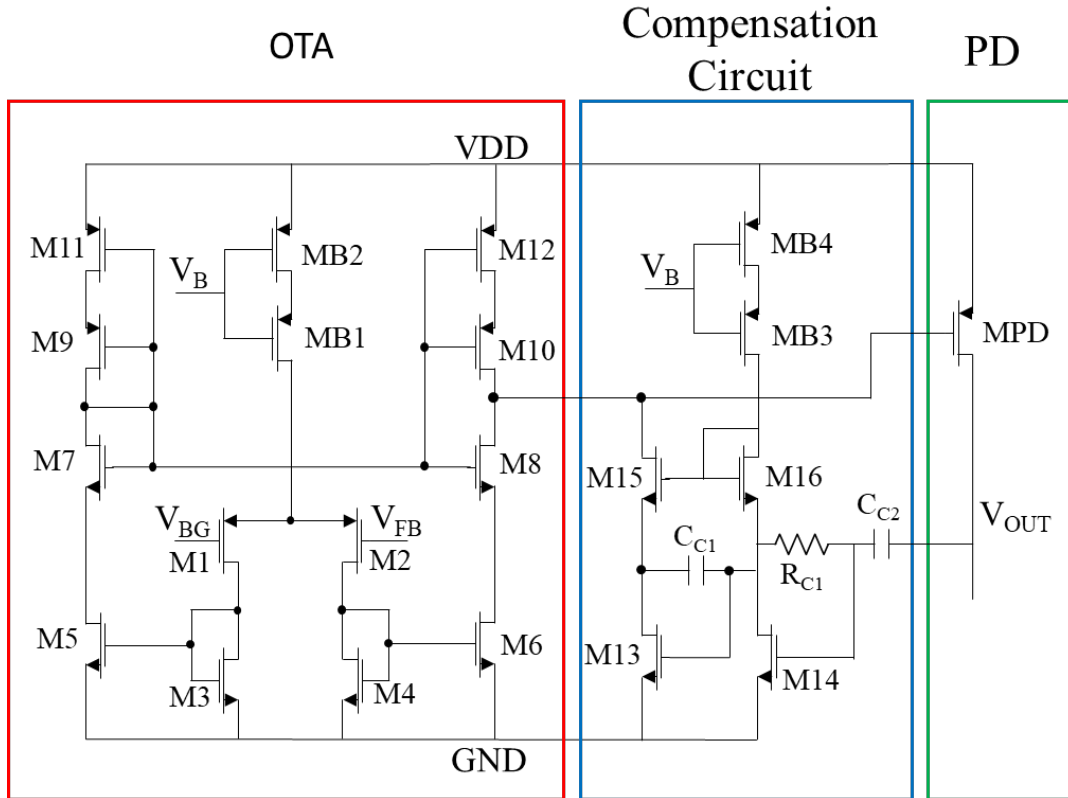 OTA
Compensation
Circuit
PD
VDD
M11
MB2
M12
MB4
V_B
V_B
M9
MB1
M10
MB3
MPD
M7
M8
M15
M16
V_BG
V_FB
C_C2
V_OUT
M1
M2
C_C1
R_C1
M5
M6
M13
M14
M3
M4
GND